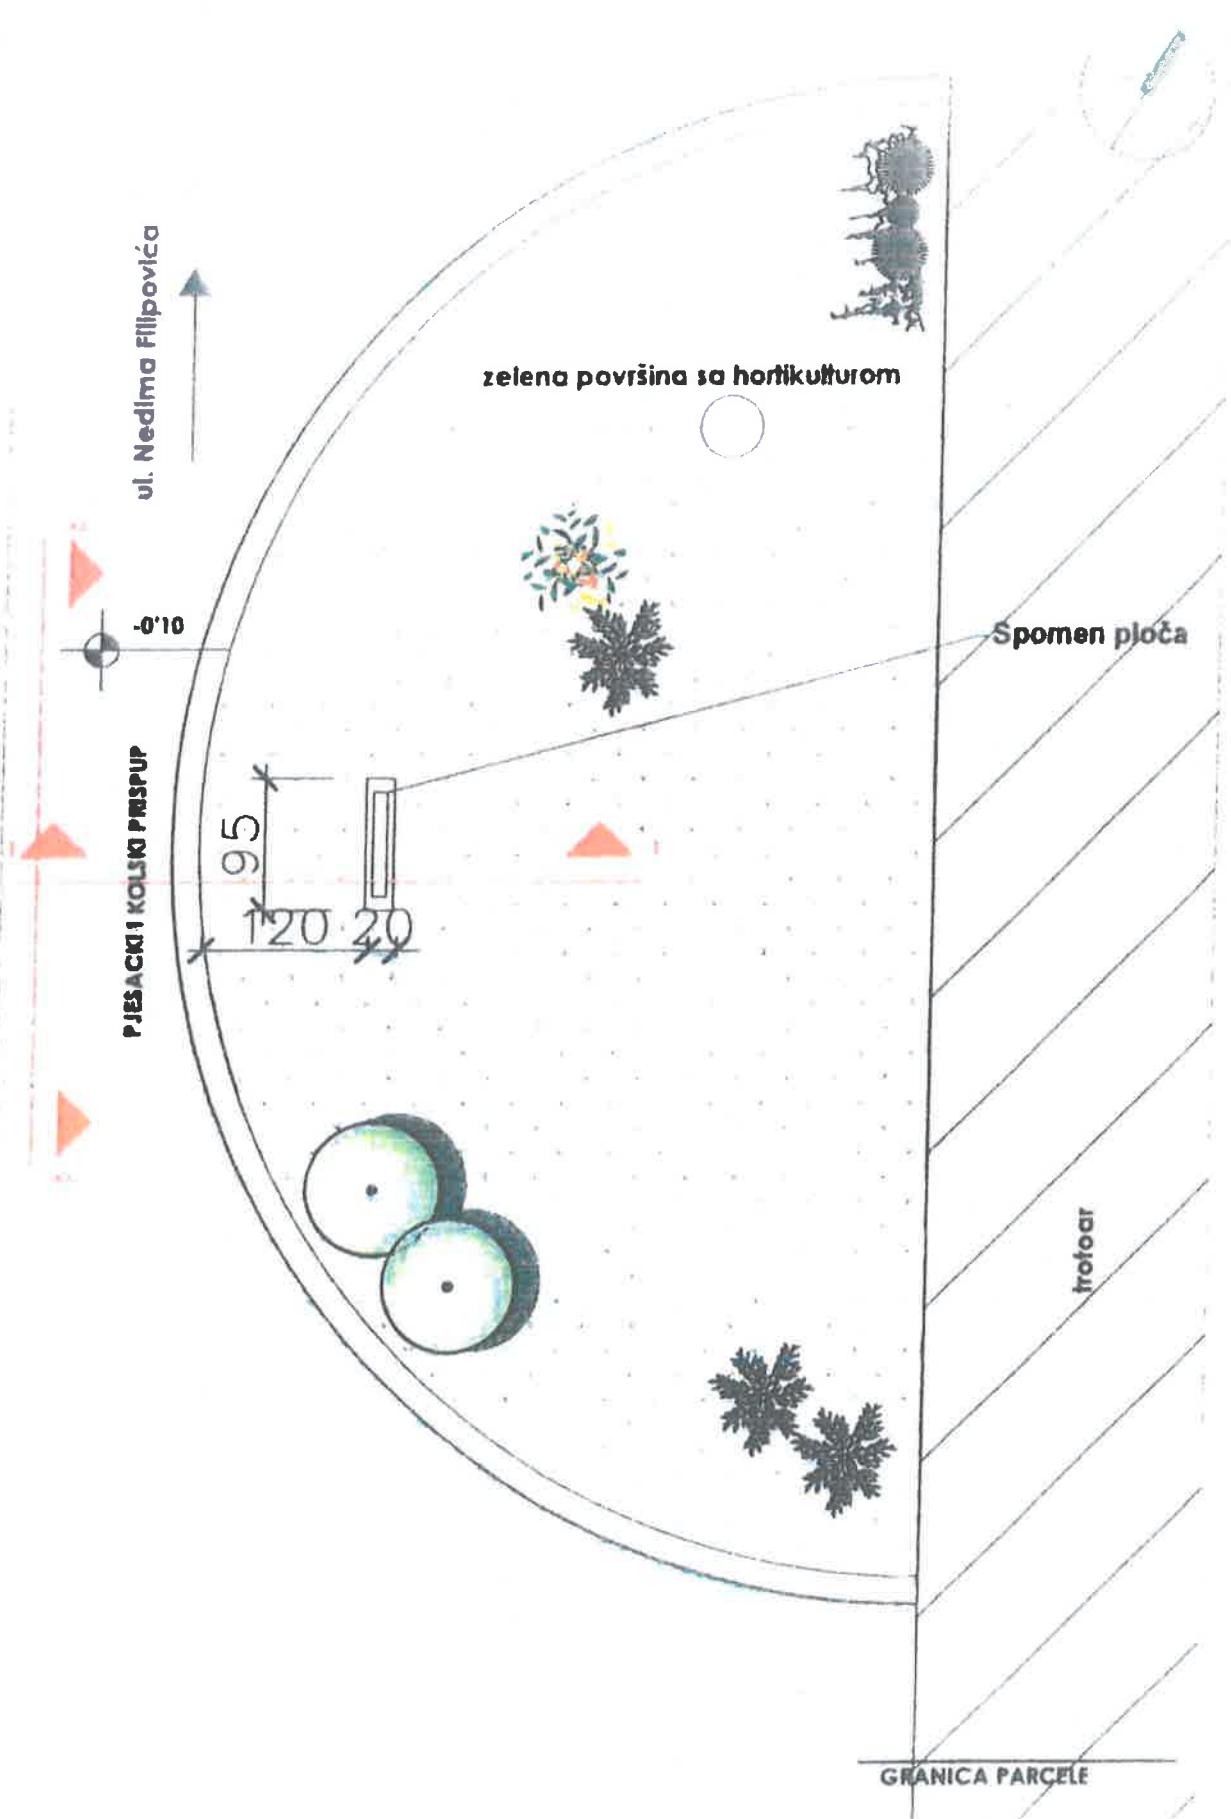 ul. Nedima Filipovića
zelena površina sa hortikulturom
-0'10
Spomen ploča
PJESACKI I KOLSKI PRISPUP
95
120
20
trotoar
GRANICA PARCELE